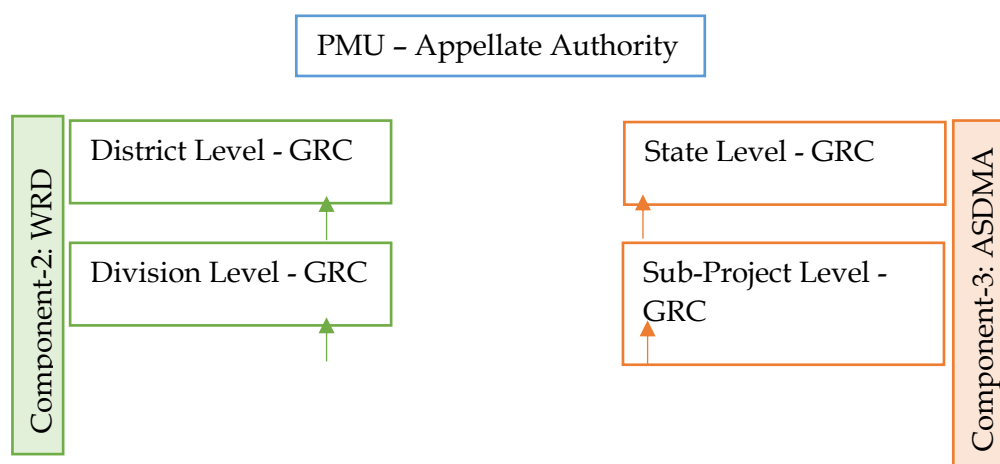 PMU – Appellate Authority
Component-2: WRD
District Level - GRC
Division Level - GRC
State Level - GRC
Sub-Project Level -
GRC
Component-3: ASDMA